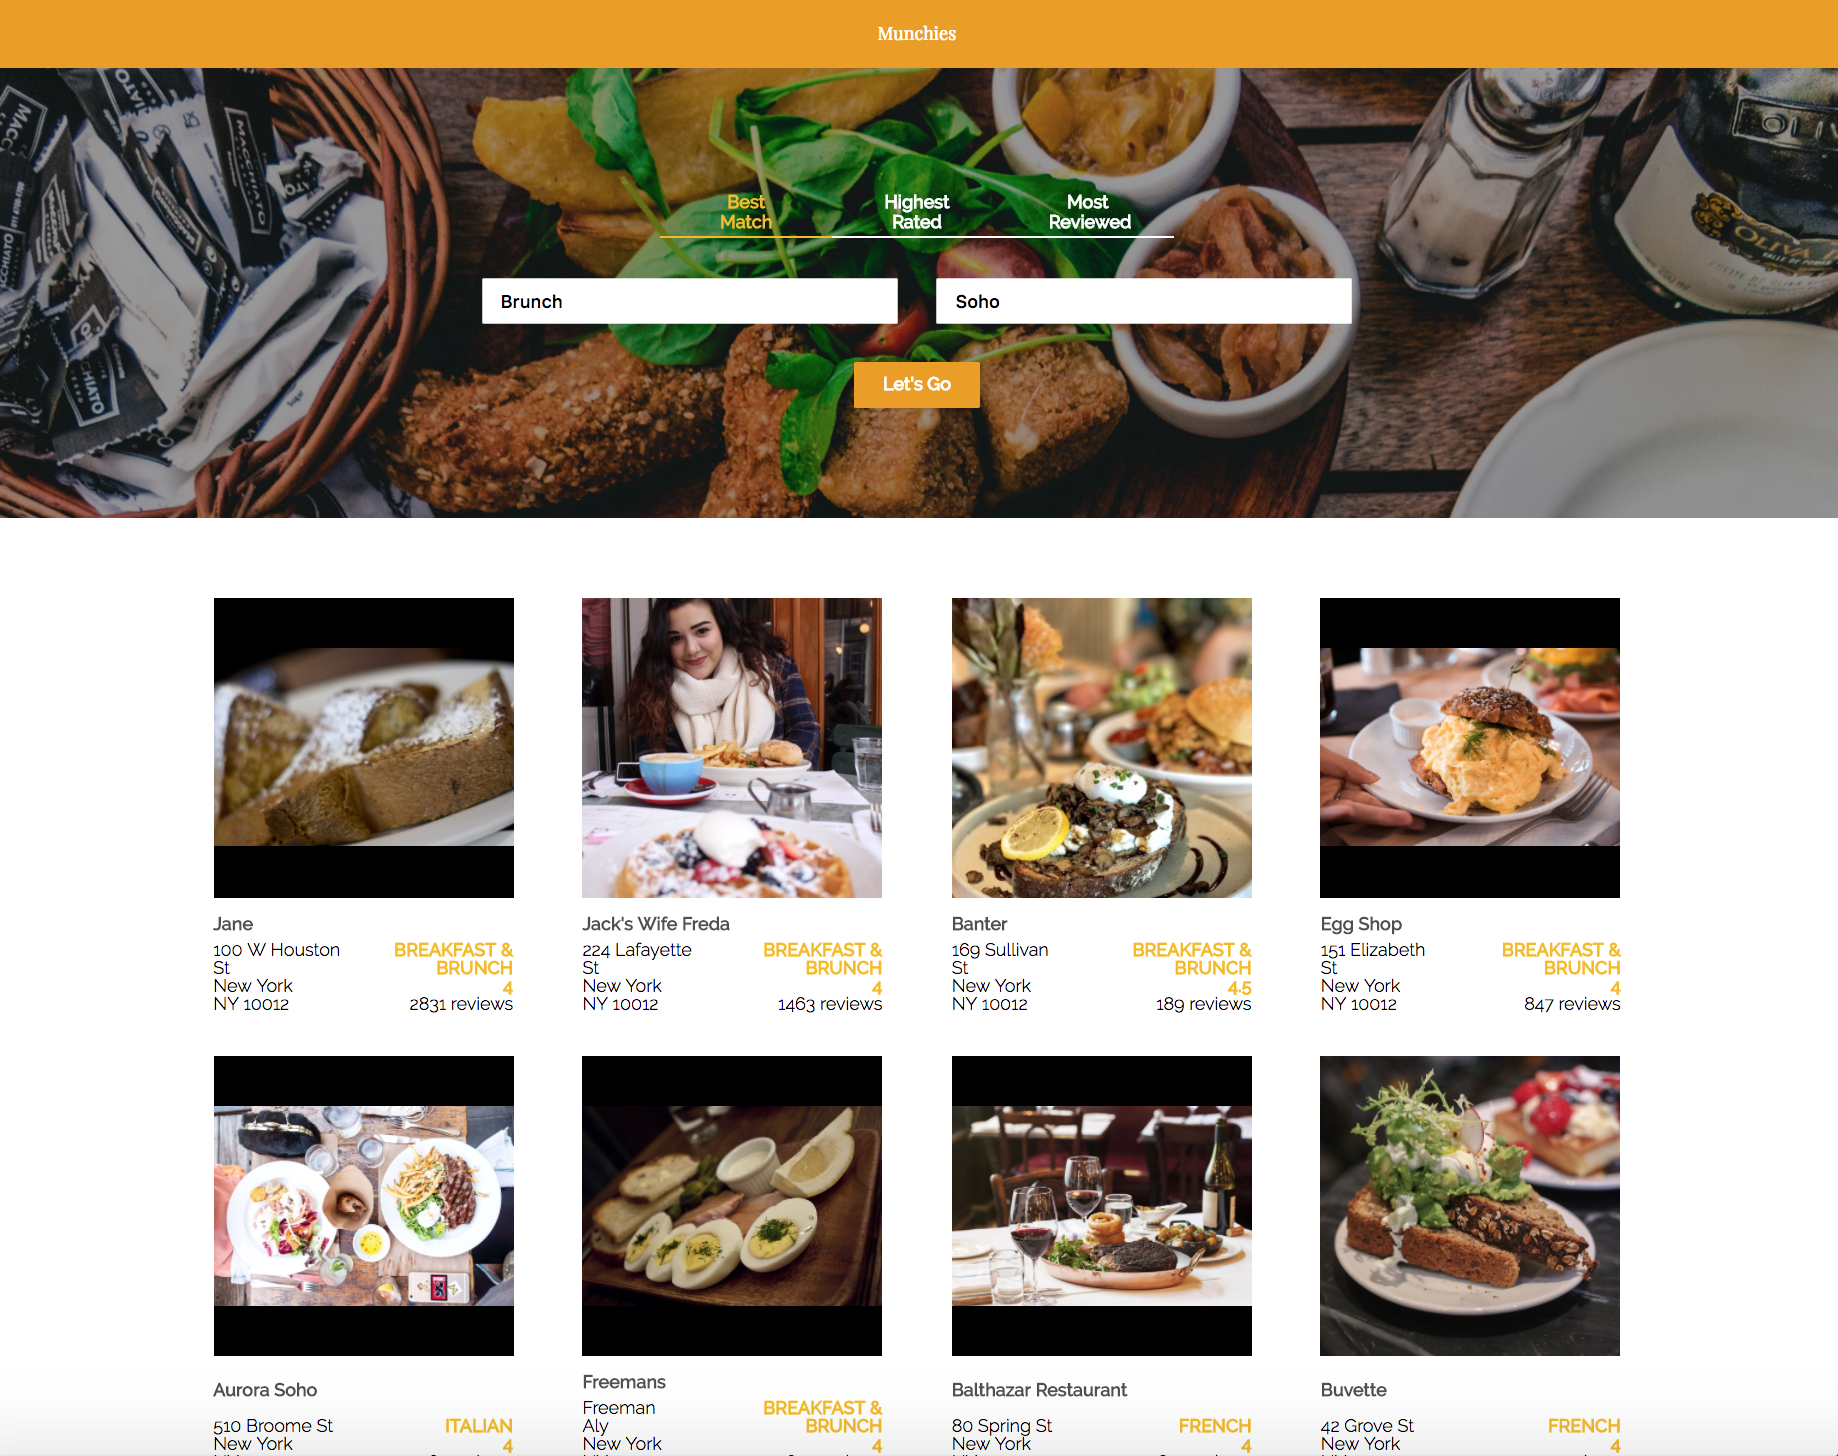 Munchies
Best
Match
Highest
Rated
Most
Reviewed
Brunch
Soho
Let's Go
MACCHIATO
OLIV
OLIVA
Jane
100 W Houston
St
New York
NY 10012
BREAKFAST &
BRUNCH
4
2831 reviews
Jack's Wife Freda
224 Lafayette
St
New York
NY 10012
BREAKFAST &
BRUNCH
4
1463 reviews
Banter
169 Sullivan
St
New York
NY 10012
BREAKFAST &
BRUNCH
4.5
189 reviews
Egg Shop
151 Elizabeth
St
New York
NY 10012
BREAKFAST &
BRUNCH
4
847 reviews
Aurora Soho
510 Broome St
New York
ITALIAN
4
Freemans
Freeman
Aly
New York
BREAKFAST &
BRUNCH
4
Balthazar Restaurant
80 Spring St
New York
FRENCH
4
Buvette
42 Grove St
New York
FRENCH
4